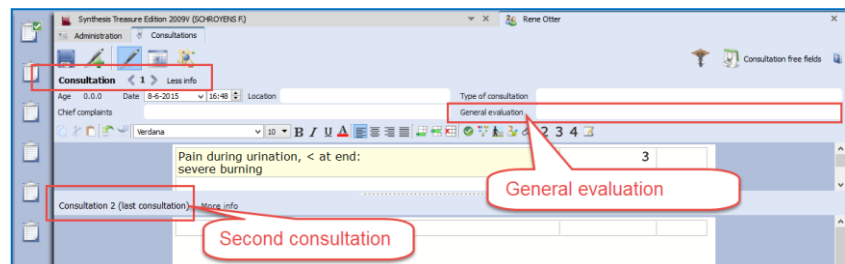 Synthesis Treasure Edition 2009V (SCHROYENS F.) Rene Otter
Administration Consultations
Consultation free fields
Consultation 1 Less info
Age 0.0.0 Date 8-6-2015 16:48 Location Type of consultation
Chief complaints General evaluation
Verdana 10 B I U A 2 3 4
Pain during urination, < at end: 3
severe burning
General evaluation
Consultation 2 (last consultation) More info
Second consultation